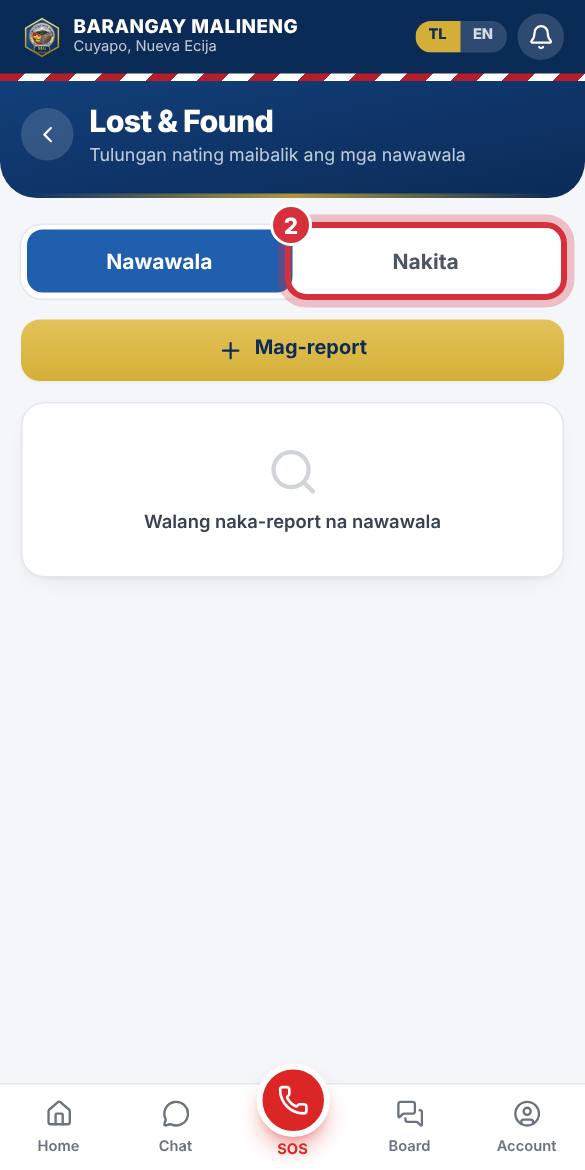 BARANGAY MALINENG
Cuyapo, Nueva Ecija
TL EN
Lost & Found
Tulungan nating maibalik ang mga nawawala
2
Nawawala
Nakita
+ Mag-report
Walang naka-report na nawawala
Home
Chat
SOS
Board
Account